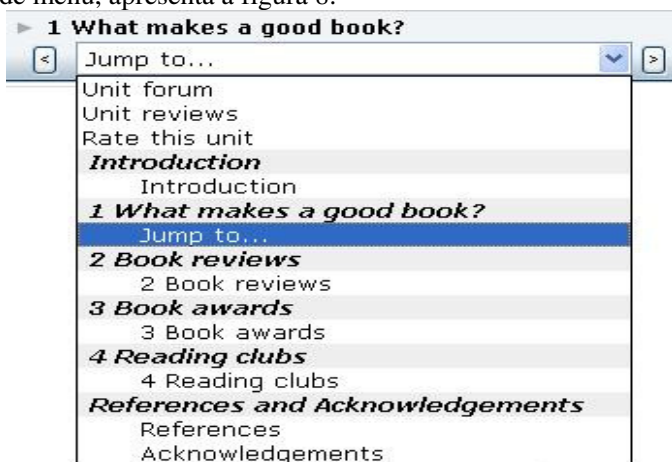 de menu, apresenta a figura 6.
► 1 What makes a good book?
< Jump to... >
Unit forum
Unit reviews
Rate this unit
Introduction
Introduction
1 What makes a good book?
Jump to...
2 Book reviews
2 Book reviews
3 Book awards
3 Book awards
4 Reading clubs
4 Reading clubs
References and Acknowledgements
References
Acknowledgements